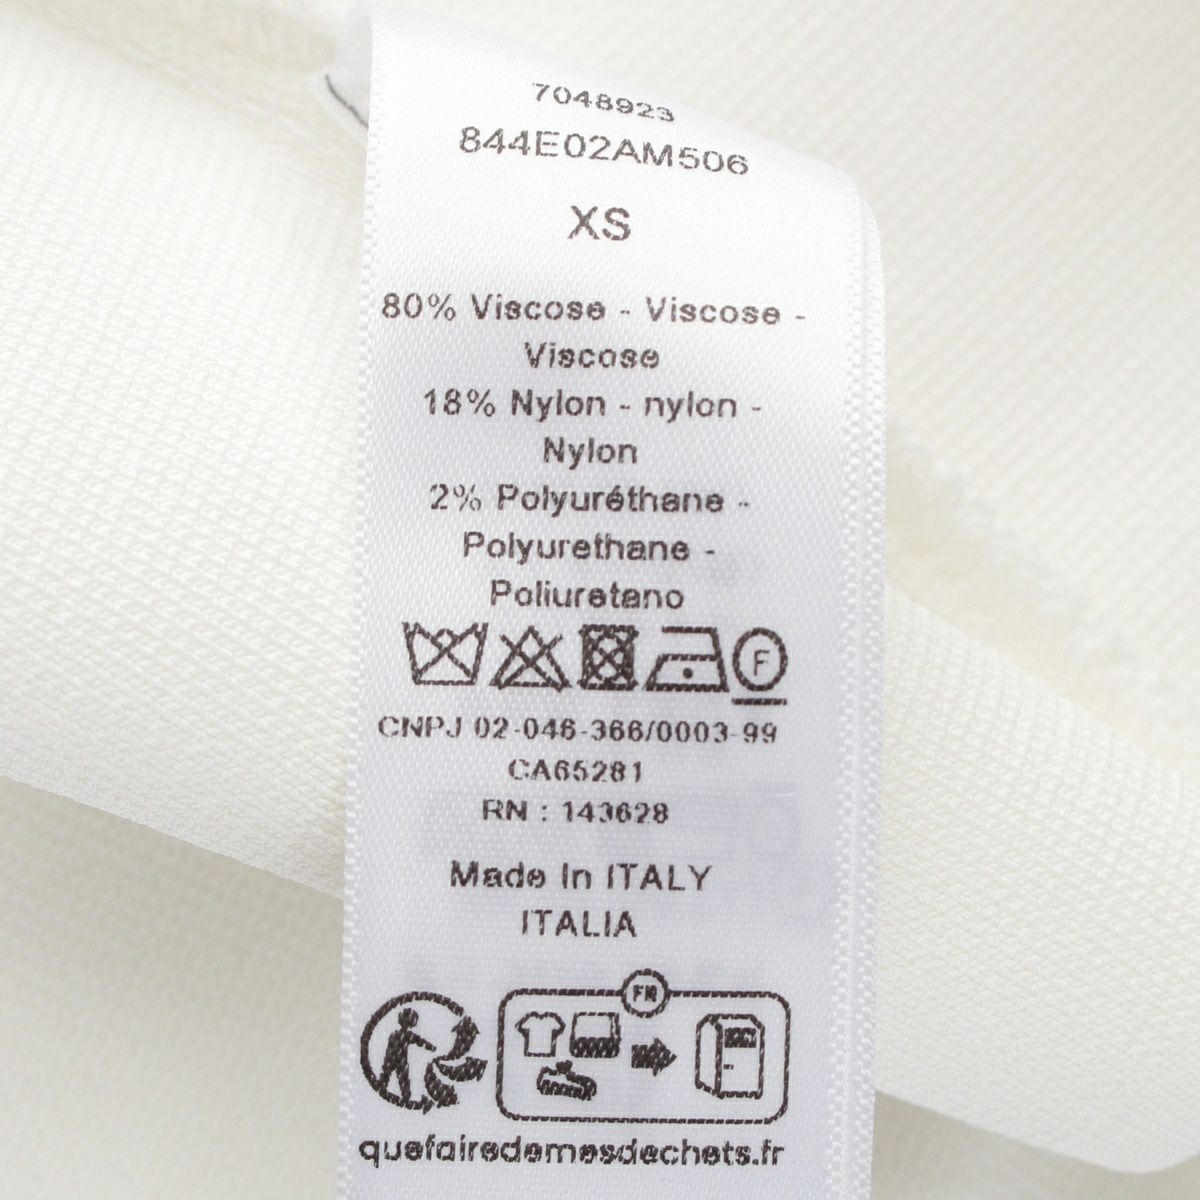 7048923
844E02AM506
XS
80% Viscose - Viscose -
Viscose
18% Nylon - nylon -
Nylon
2% Polyuréthane -
Polyurethane -
Poliuretano
F
CNPJ 02-046-366/0003-99
CA65281
RN : 143628
Made In ITALY
ITALIA
FR
quefairedemesdechets.fr